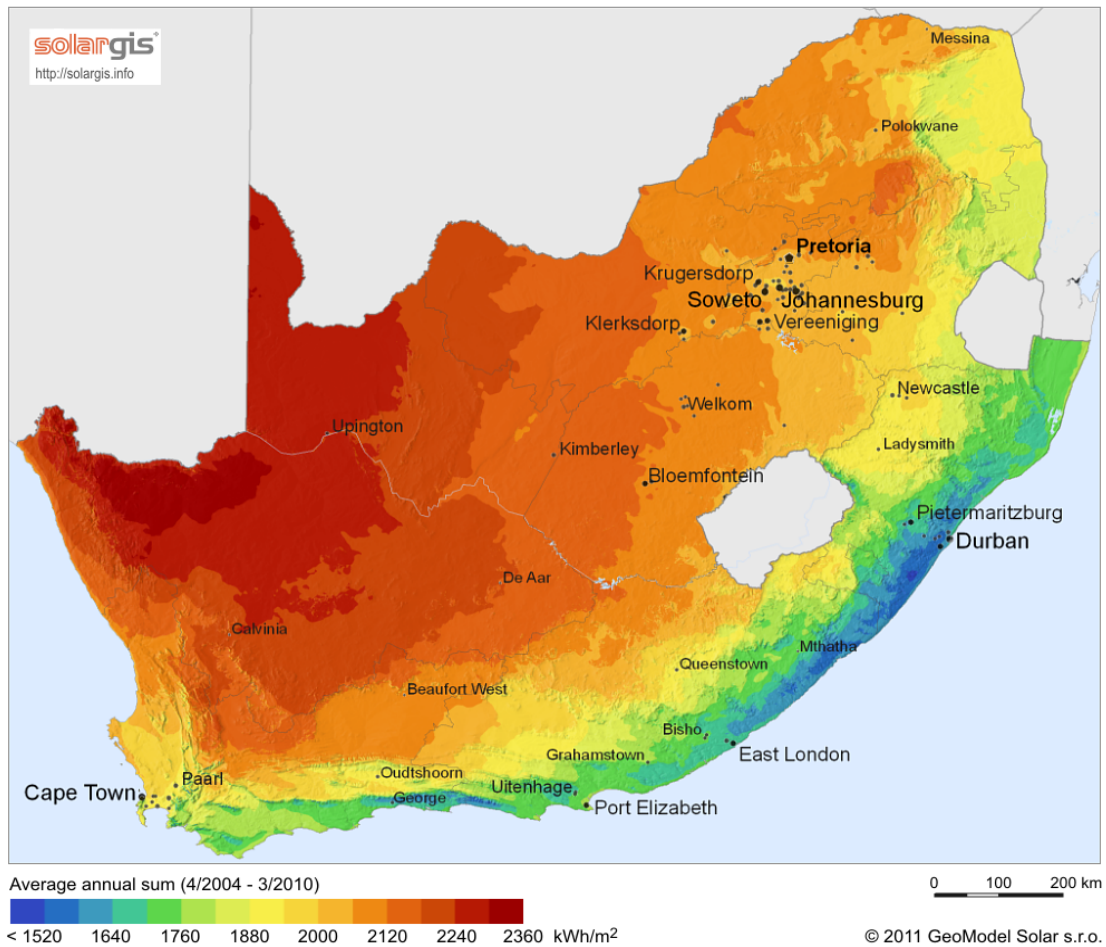 solargis
http://solargis.info
Messina
Polokwane
Pretoria
Krugersdorp
Soweto
Johannesburg
Klerksdorp
Vereeniging
Newcastle
Welkom
Upington
Ladysmith
Kimberley
Bloemfontein
Pietermaritzburg
Durban
De Aar
Calvinia
Mthatha
Queenstown
Beaufort West
Bisho
East London
Grahamstown
Oudtshoorn
Paarl
Cape Town
Uitenhage
George
Port Elizabeth
Average annual sum (4/2004 - 3/2010)
0 100 200 km
< 1520 1640 1760 1880 2000 2120 2240 2360 kWh/m²
© 2011 GeoModel Solar s.r.o.